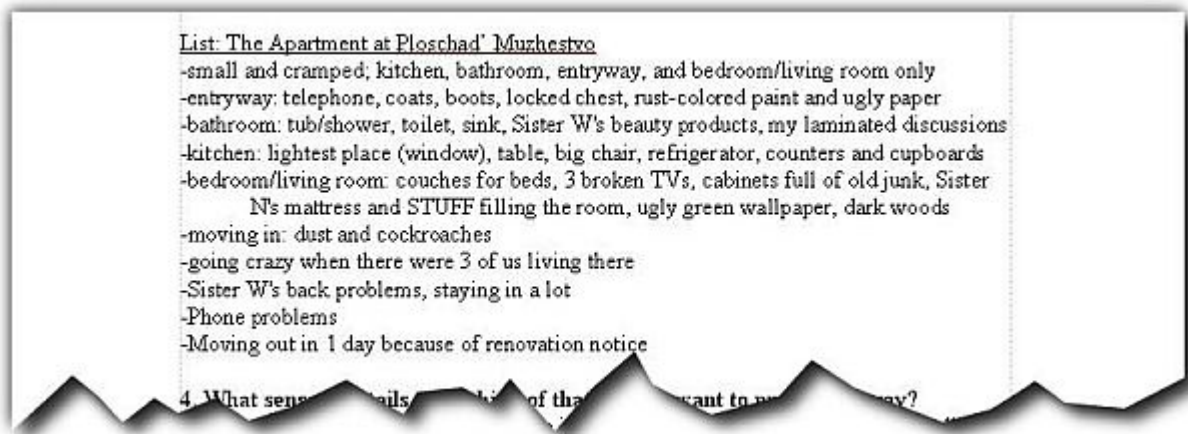 List: The Apartment at Ploschad' Muzhestvo
-small and cramped; kitchen, bathroom, entryway, and bedroom/living room only
-entryway: telephone, coats, boots, locked chest, rust-colored paint and ugly paper
-bathroom: tub/shower, toilet, sink, Sister W's beauty products, my laminated discussions
-kitchen: lightest place (window), table, big chair, refrigerator, counters and cupboards
-bedroom/living room: couches for beds, 3 broken TVs, cabinets full of old junk, Sister
N's mattress and STUFF filling the room, ugly green wallpaper, dark woods
-moving in: dust and cockroaches
-going crazy when there were 3 of us living there
-Sister W's back problems, staying in a lot
-Phone problems
-Moving out in 1 day because of renovation notice
4. What of